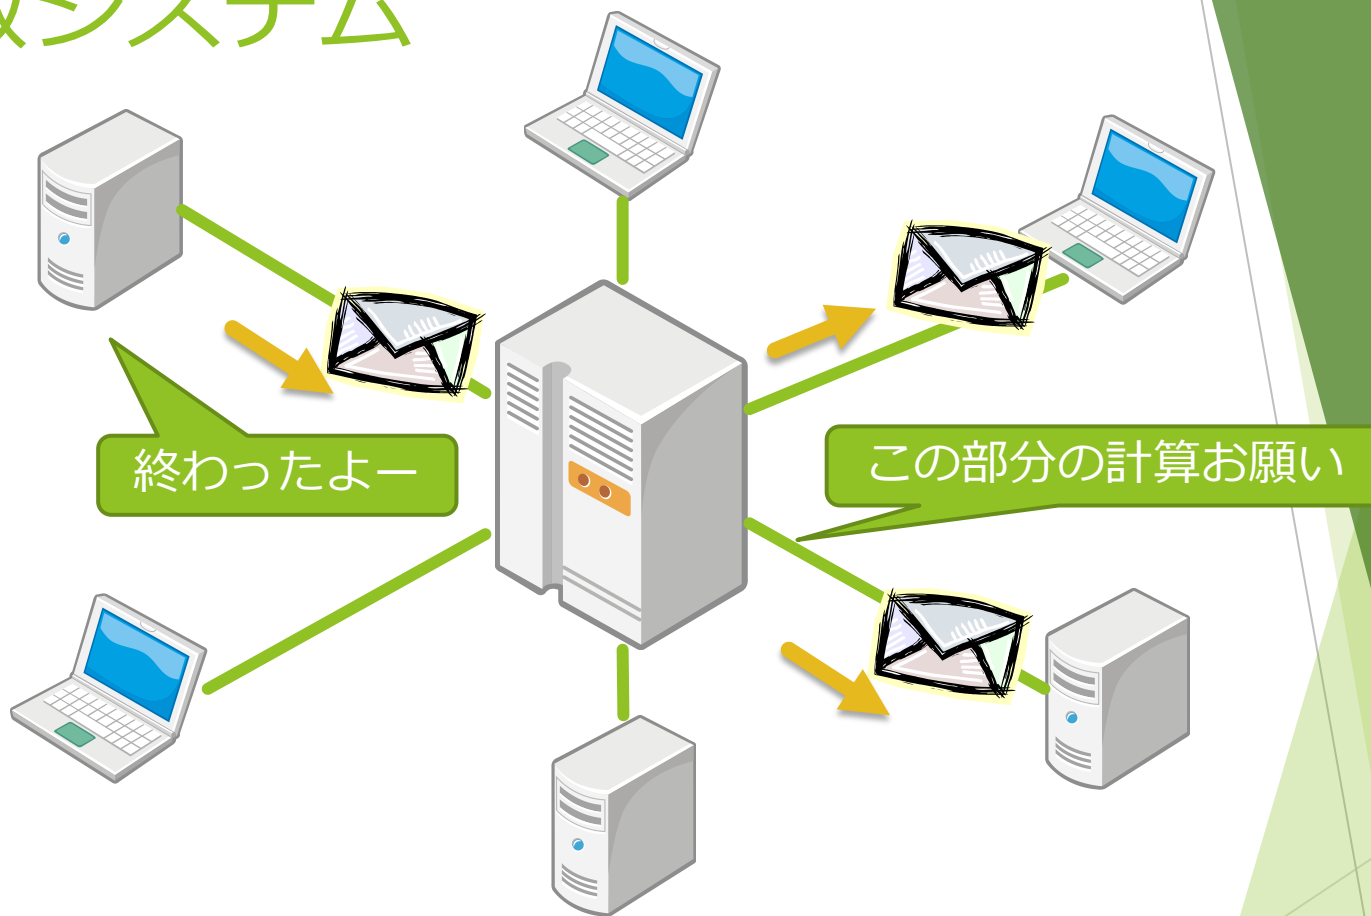 システム
終わったよー
この部分の計算お願い